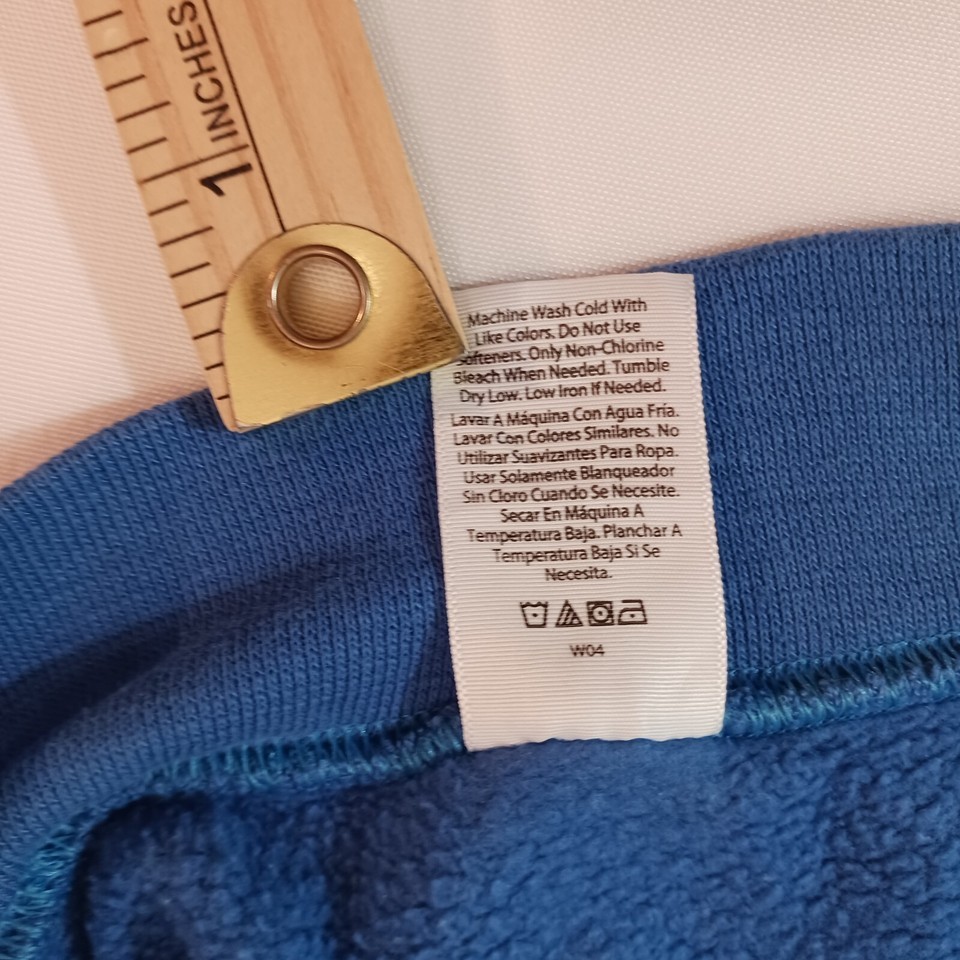 1 INCHES
Machine Wash Cold With
Like Colors. Do Not Use
Softeners. Only Non-Chlorine
Bleach When Needed. Tumble
Dry Low. Low Iron If Needed.
Lavar A Máquina Con Agua Fría.
Lavar Con Colores Similares. No
Utilizar Suavizantes Para Ropa.
Usar Solamente Blanqueador
Sin Cloro Cuando Se Necesite.
Secar En Máquina A
Temperatura Baja. Planchar A
Temperatura Baja Si Se
Necesita.
W04